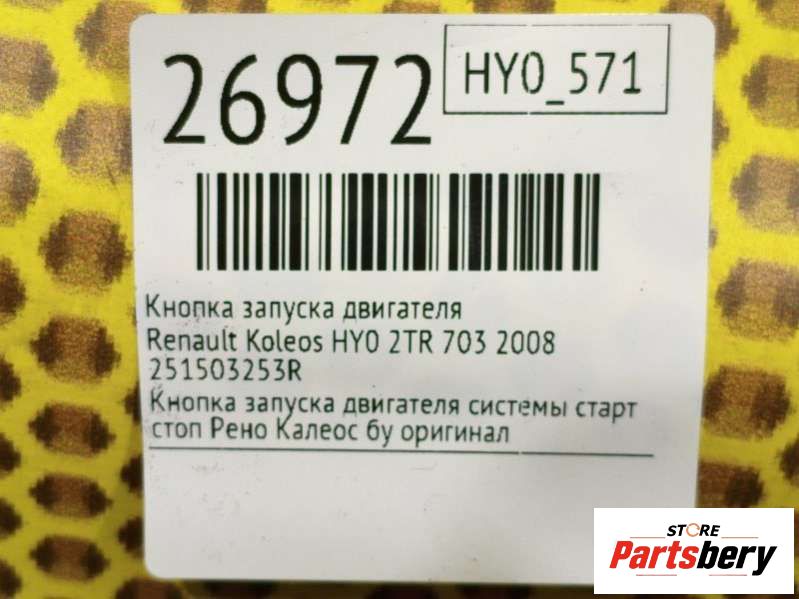 26972
HY0_571
Кнопка запуска двигателя
Renault Koleos HY0 2TR 703 2008
251503253R
Кнопка запуска двигателя системы старт
стоп Рено Калеос бу оригинал
STORE
Partsbery